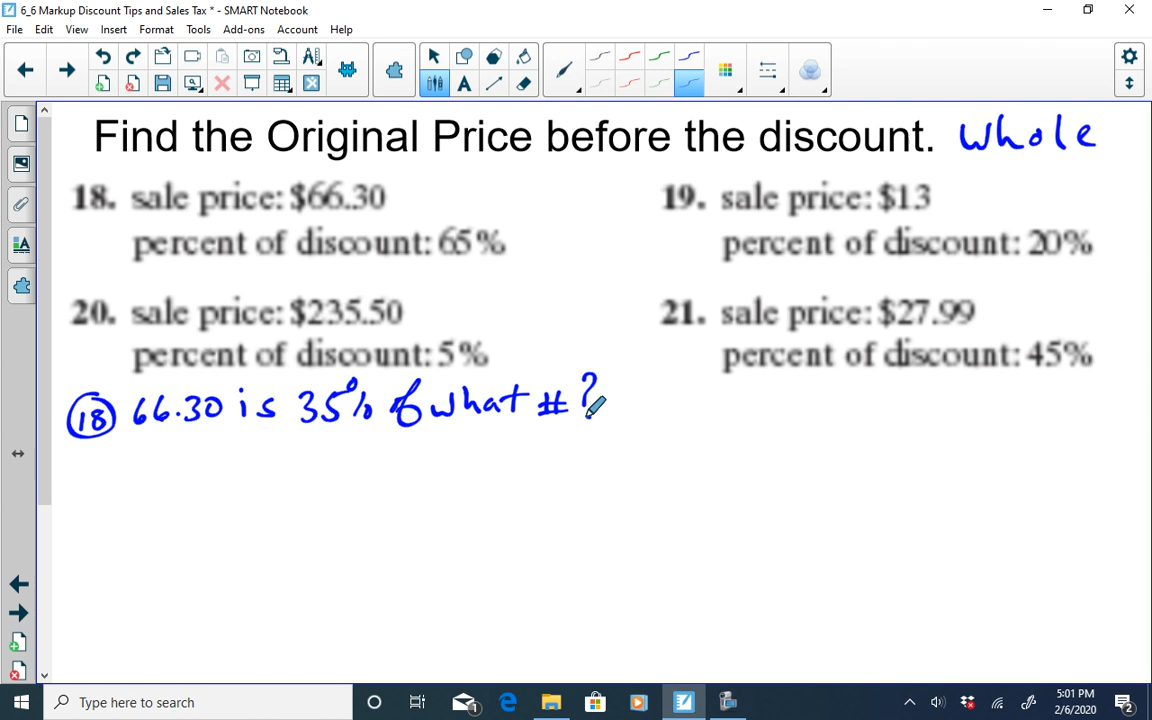 6_6 Markup Discount Tips and Sales Tax * - SMART Notebook
File Edit View Insert Format Tools Add-ons Account Help
Find the Original Price before the discount. Whole
18. sale price: $66.30
percent of discount: 65%
19. sale price: $13
percent of discount: 20%
20. sale price: $235.50
percent of discount: 5%
21. sale price: $27.99
percent of discount: 45%
18 66.30 is 35% of what # ?
Type here to search
1
5:01 PM
2/6/2020
2